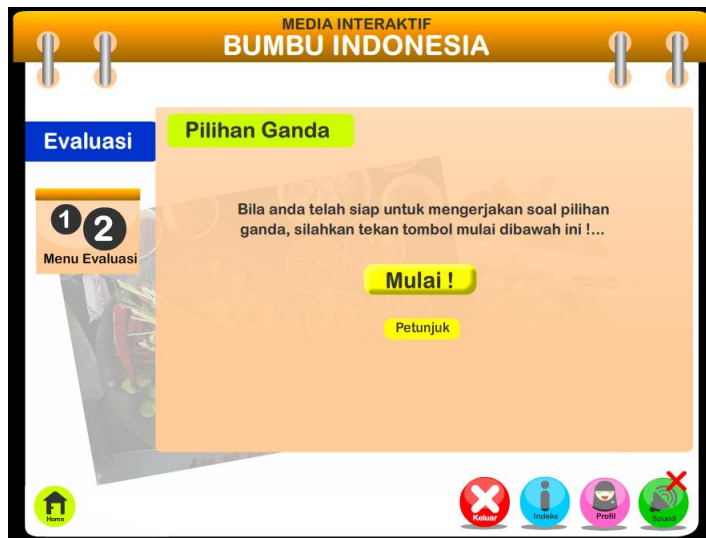 MEDIA INTERAKTIF
BUMBU INDONESIA
Evaluasi
Pilihan Ganda
1 2
Menu Evaluasi
Bila anda telah siap untuk mengerjakan soal pilihan
ganda, silahkan tekan tombol mulai dibawah ini !...
Mulai !
Petunjuk
Home
Keluar
Indeks
Profil
Sound